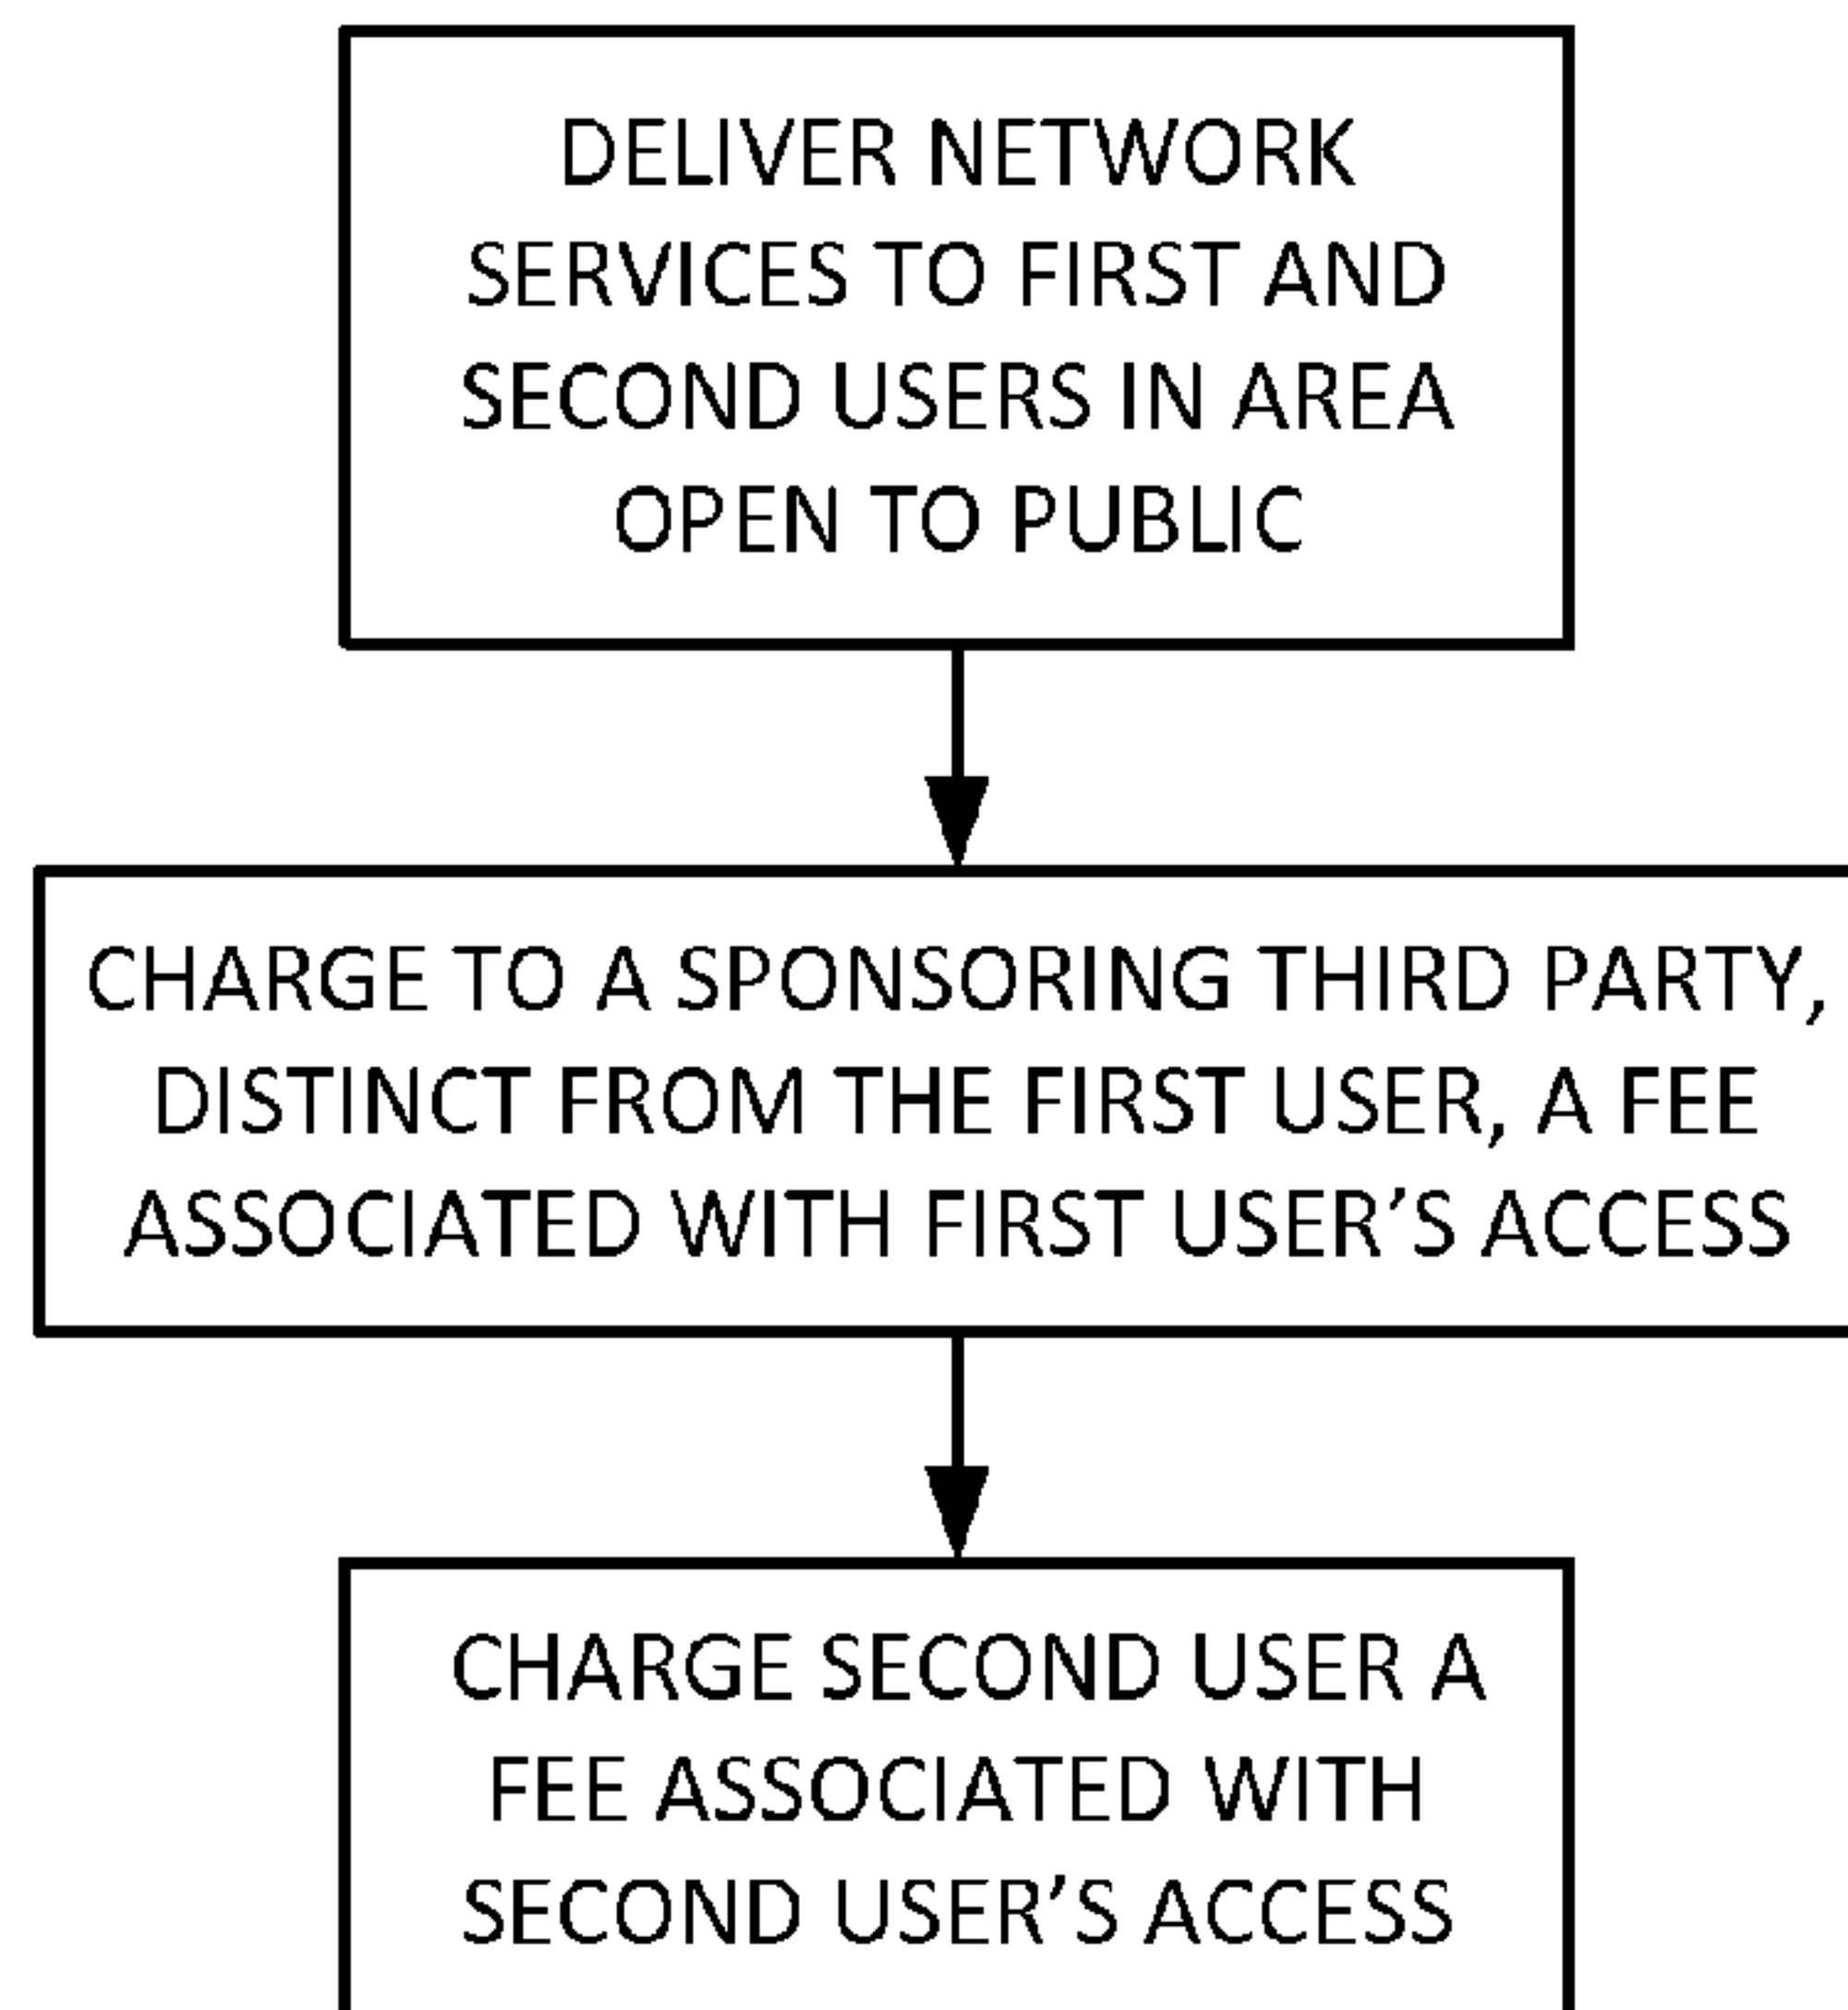 DELIVER NETWORK
SERVICES TO FIRST AND
SECOND USERS IN AREA
OPEN TO PUBLIC
CHARGE TO A SPONSORING THIRD PARTY,
DISTINCT FROM THE FIRST USER, A FEE
ASSOCIATED WITH FIRST USER’S ACCESS
CHARGE SECOND USER A
FEE ASSOCIATED WITH
SECOND USER’S ACCESS